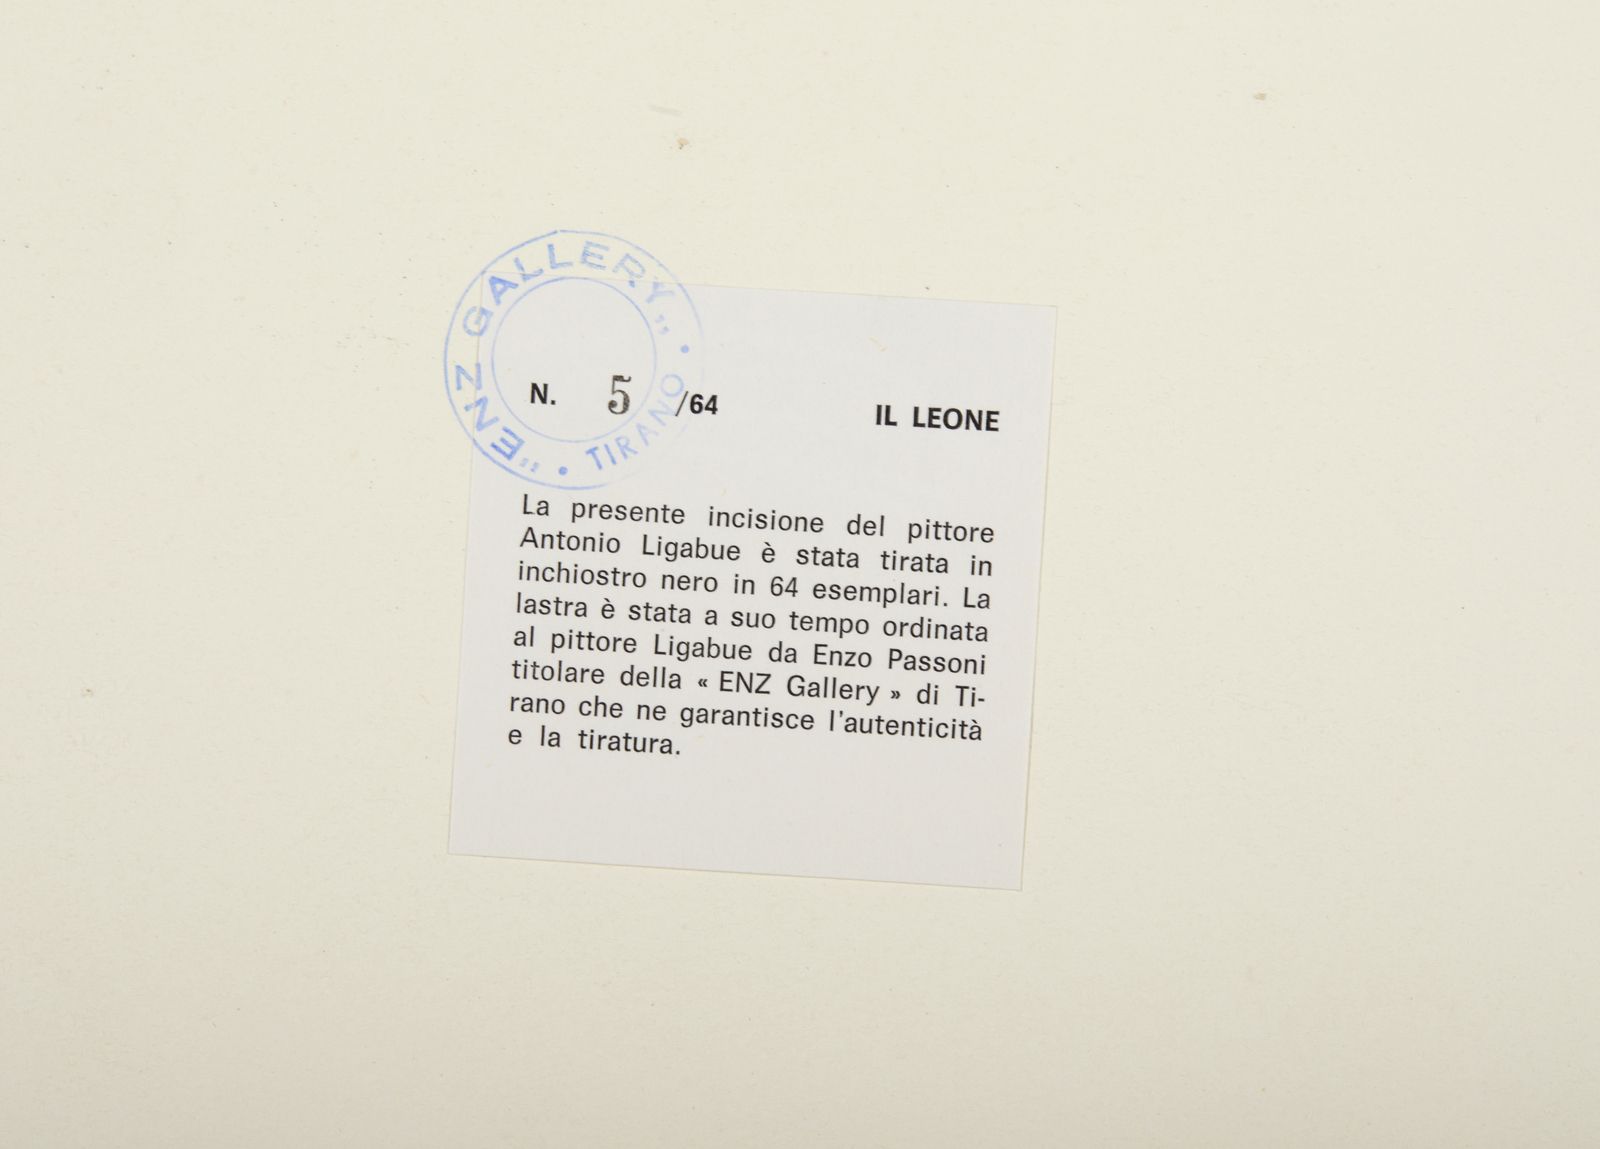 "ENZ GALLERY" • TIRANO •
N. 5 /64 IL LEONE
La presente incisione del pittore
Antonio Ligabue è stata tirata in
inchiostro nero in 64 esemplari. La
lastra è stata a suo tempo ordinata
al pittore Ligabue da Enzo Passoni
titolare della « ENZ Gallery » di Ti-
rano che ne garantisce l'autenticità
e la tiratura.